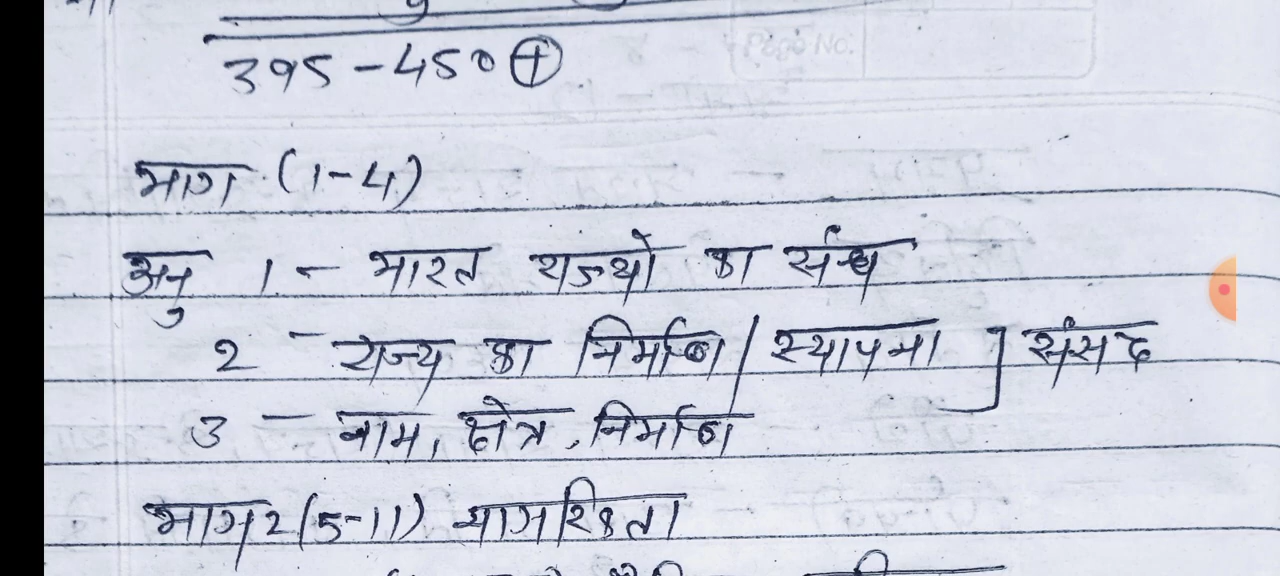 395-450+
भाग (1-4)
अनु 1 - भारत राज्यो का संघ
2 - राज्य का निर्माण / स्थापना ] संसद
3 - नाम, क्षेत्र, निर्माण
भाग 2 (5-11) नागरिकता